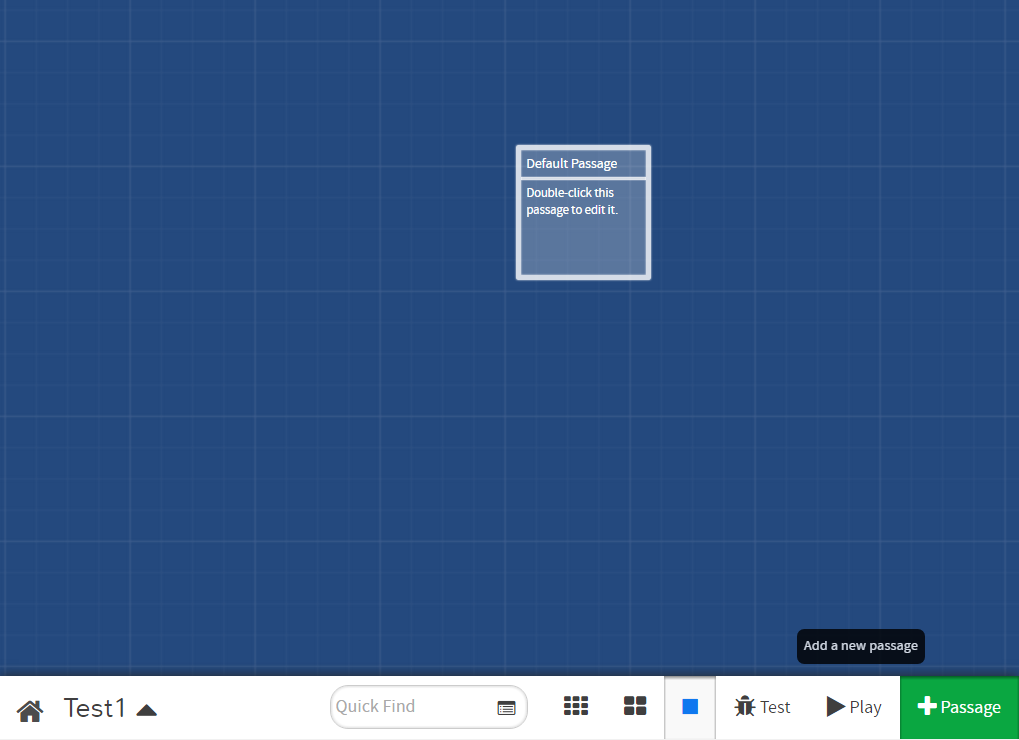 Default Passage
Double-click this
passage to edit it.
Add a new passage
Test1
Quick Find
Test
Play
Passage